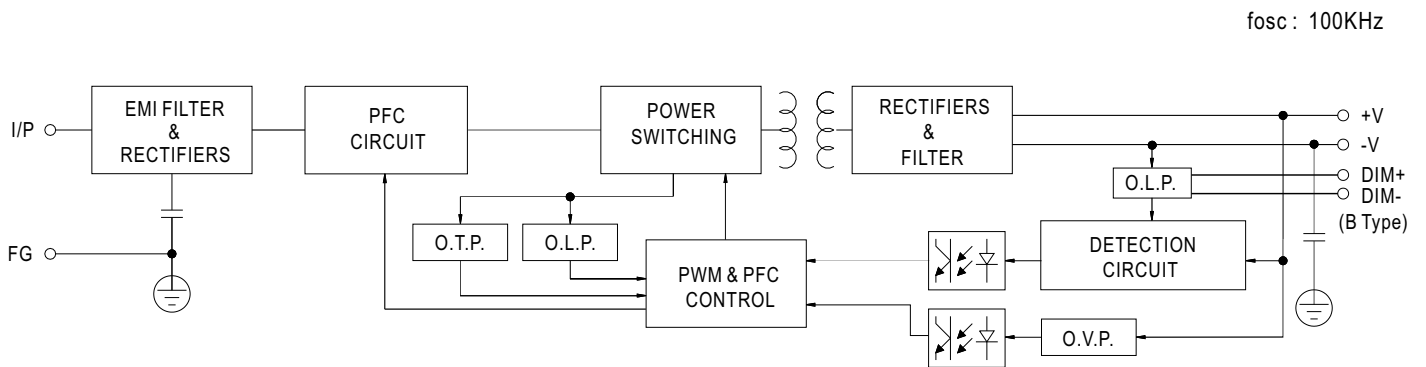 fosc : 100KHz
I/P
EMI FILTER
&
RECTIFIERS
PFC
CIRCUIT
POWER
SWITCHING
RECTIFIERS
&
FILTER
+V
-V
DIM+
DIM-
(B Type)
O.L.P.
FG
O.T.P.
O.L.P.
PWM & PFC
CONTROL
DETECTION
CIRCUIT
O.V.P.